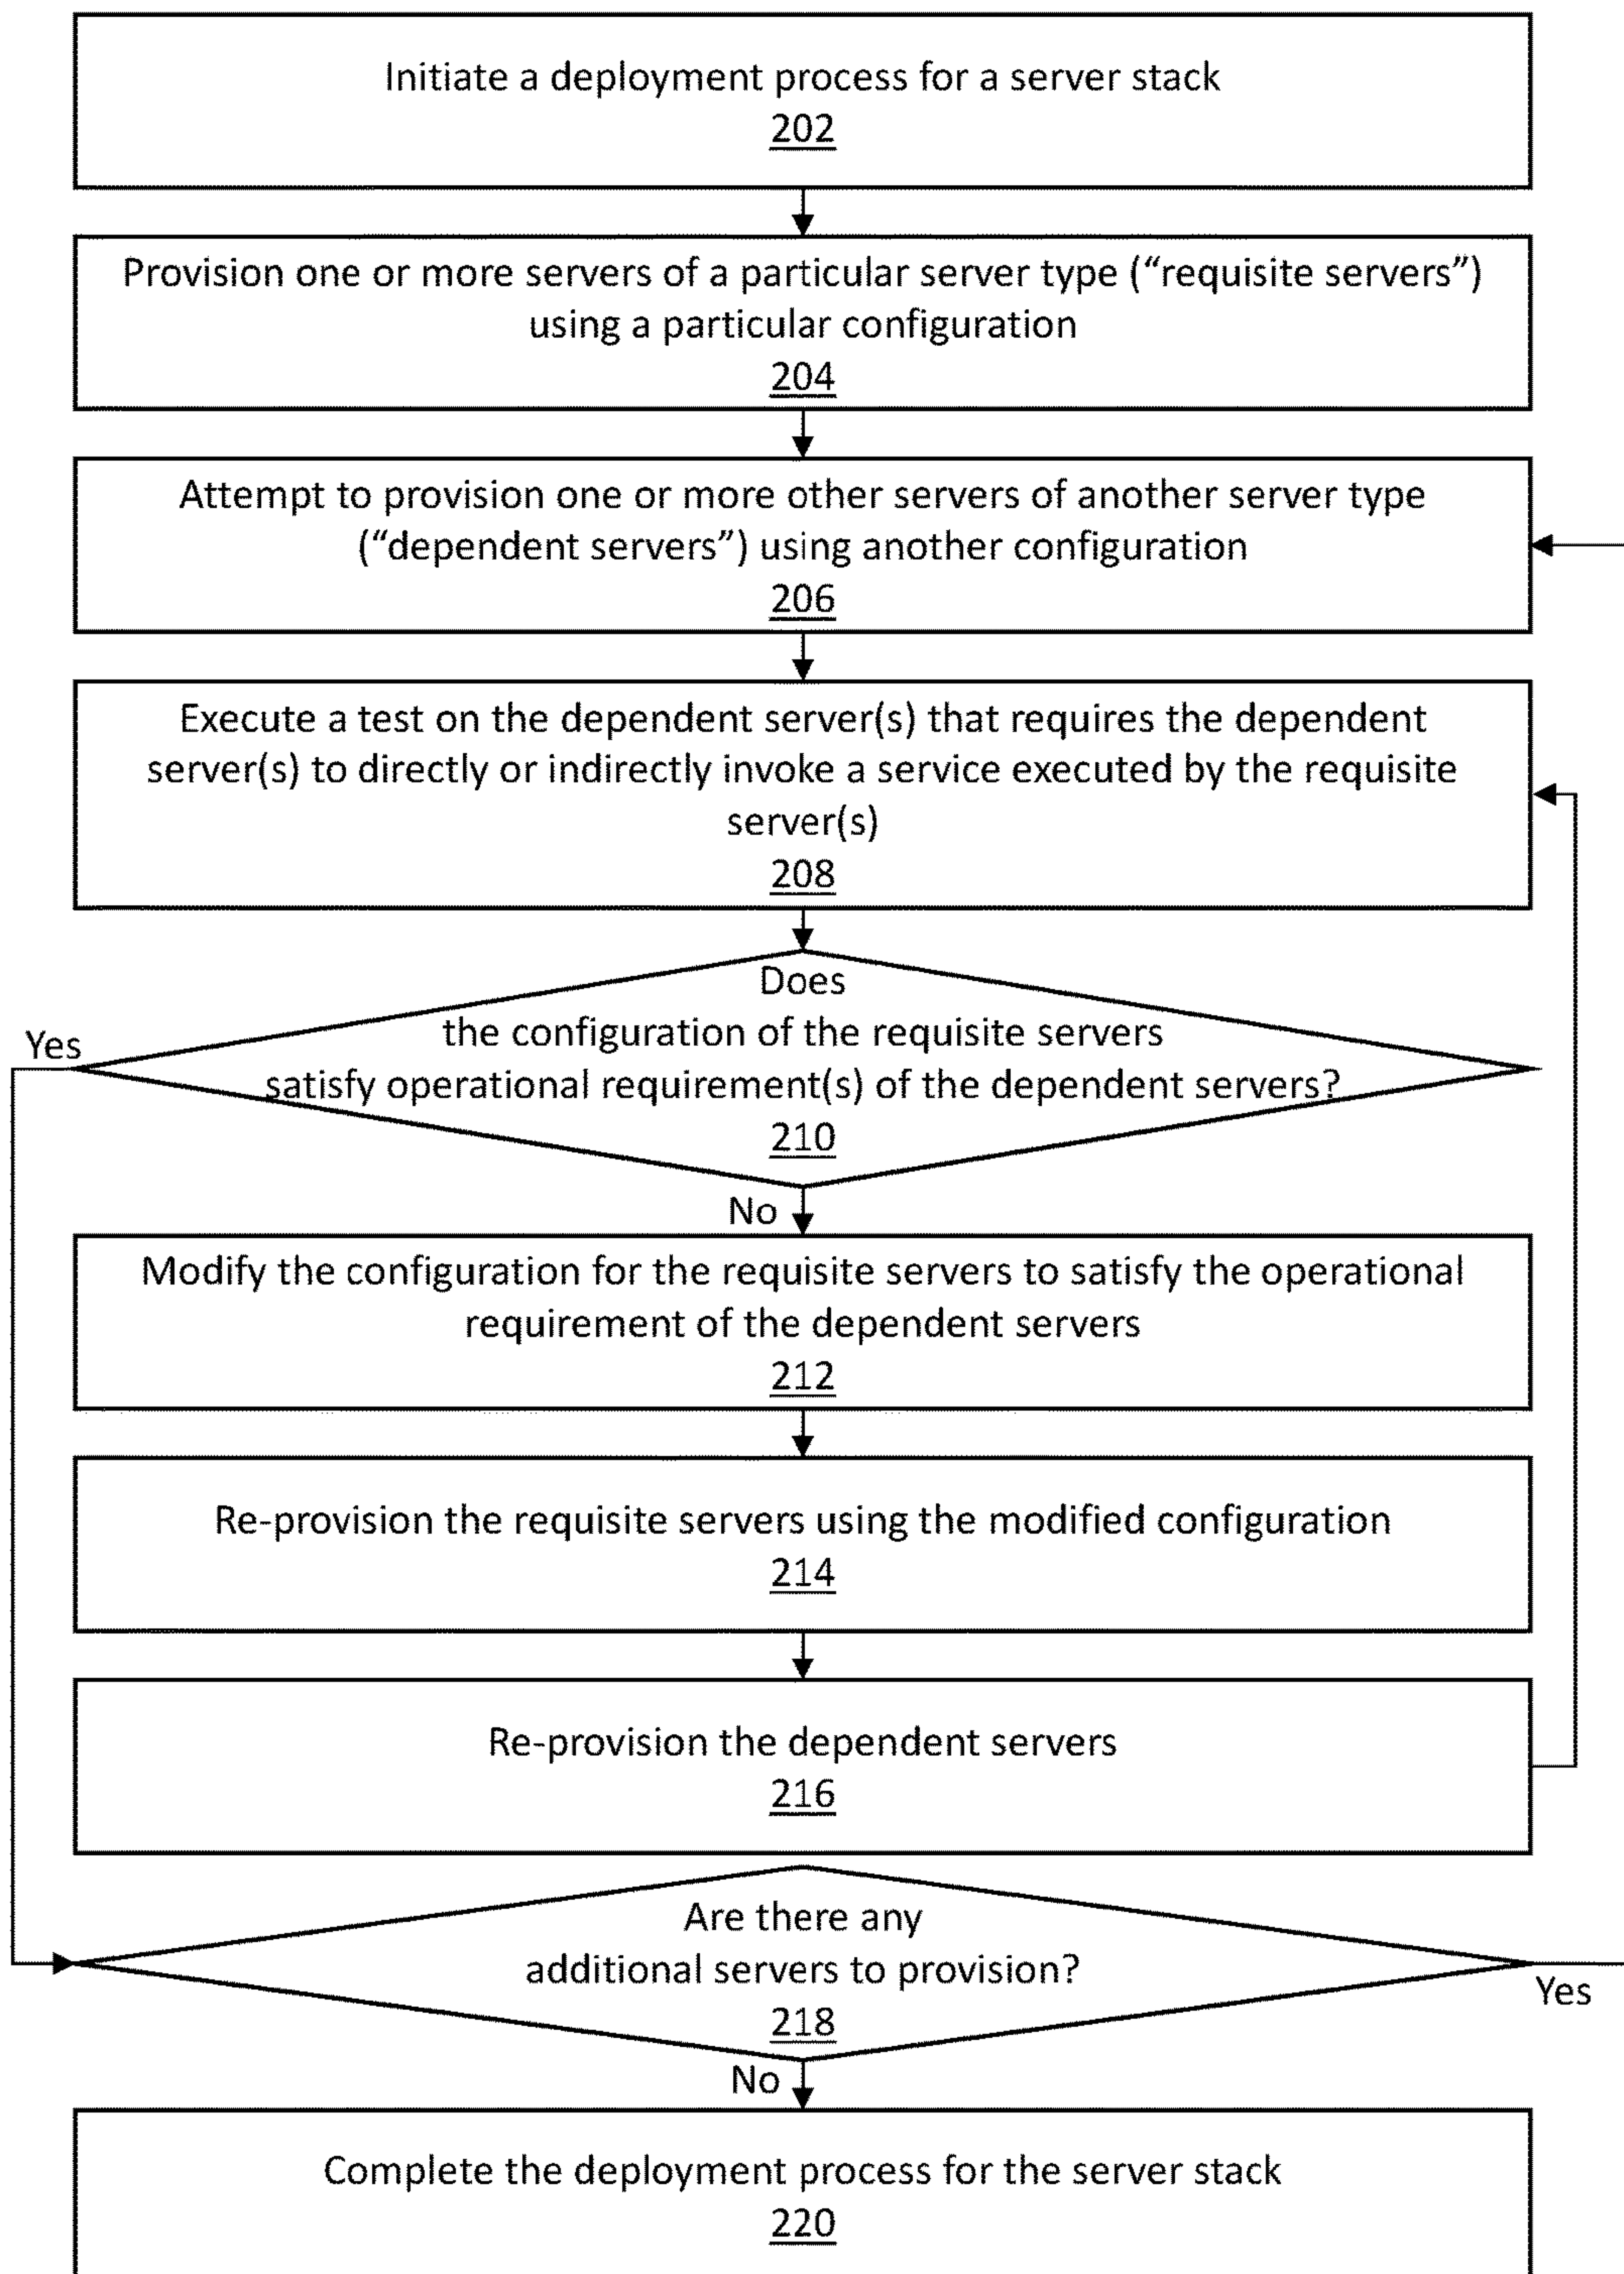 Initiate a deployment process for a server stack
202
Provision one or more servers of a particular server type (“requisite servers”)
using a particular configuration
204
Attempt to provision one or more other servers of another server type
(“dependent servers”) using another configuration
206
Execute a test on the dependent server(s) that requires the dependent
server(s) to directly or indirectly invoke a service executed by the requisite
server(s)
208
Does
the configuration of the requisite servers
satisfy operational requirement(s) of the dependent servers?
210
Yes
No
Modify the configuration for the requisite servers to satisfy the operational
requirement of the dependent servers
212
Re-provision the requisite servers using the modified configuration
214
Re-provision the dependent servers
216
Are there any
additional servers to provision?
218
Yes
No
Complete the deployment process for the server stack
220